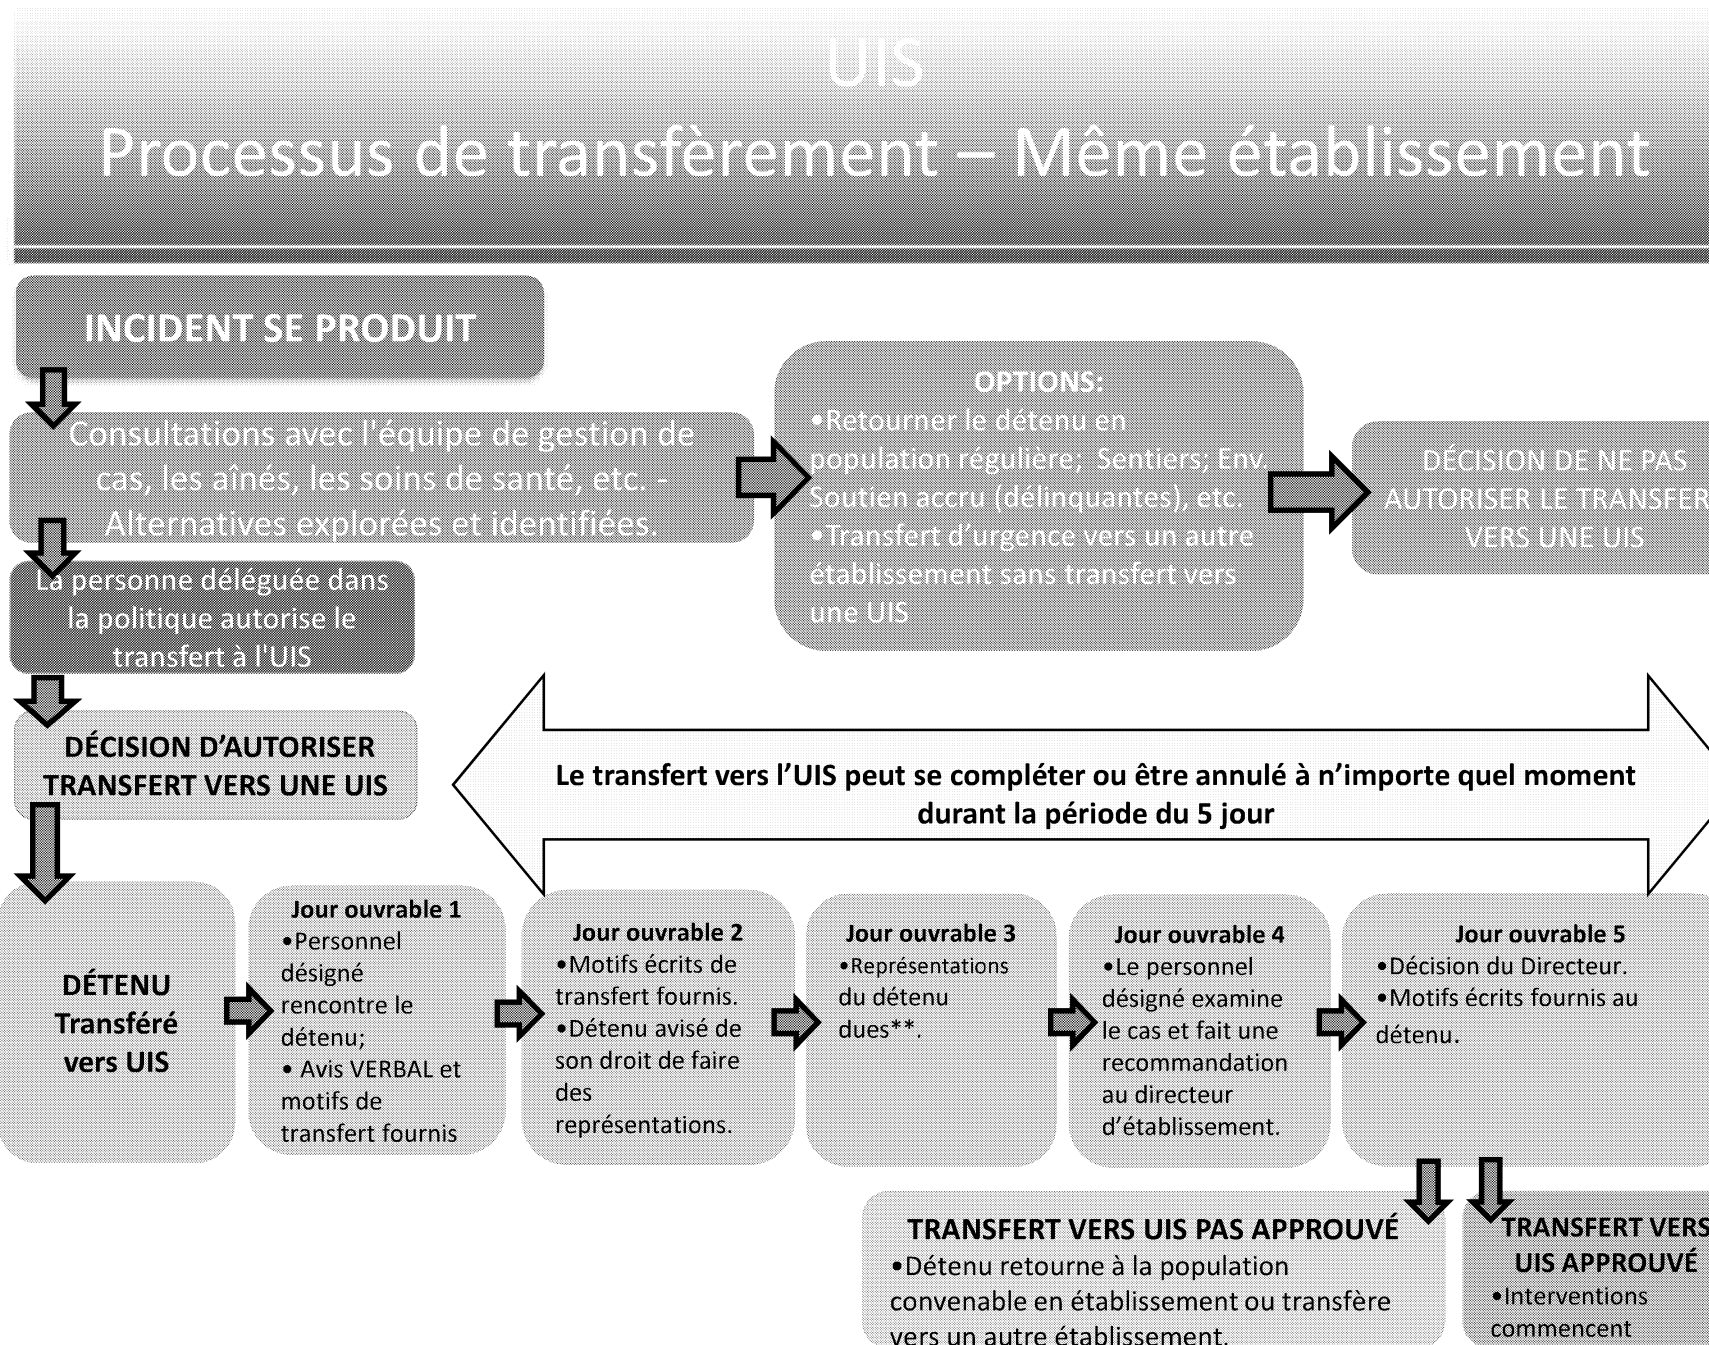 UIS
Processus de transfèrement – Même établissement
INCIDENT SE PRODUIT
Consultations avec l'équipe de gestion de
cas, les aînés, les soins de santé, etc. -
Alternatives explorées et identifiées.
OPTIONS:
•Retourner le détenu en
population régulière; Sentiers; Env.
Soutien accru (délinquantes), etc.
•Transfert d’urgence vers un autre
établissement sans transfert vers
une UIS
DÉCISION DE NE PAS
AUTORISER LE TRANSFER
VERS UNE UIS
La personne déléguée dans
la politique autorise le
transfert à l'UIS
DÉCISION D’AUTORISER
TRANSFERT VERS UNE UIS
Le transfert vers l’UIS peut se compléter ou être annulé à n’importe quel moment
durant la période du 5 jour
DÉTENU
Transféré
vers UIS
Jour ouvrable 1
•Personnel
désigné
rencontre le
détenu;
• Avis VERBAL et
motifs de
transfert fournis
Jour ouvrable 2
•Motifs écrits de
transfert fournis.
•Détenu avisé de
son droit de faire
des
représentations.
Jour ouvrable 3
•Représentations
du détenu
dues**.
Jour ouvrable 4
•Le personnel
désigné examine
le cas et fait une
recommandation
au directeur
d’établissement.
Jour ouvrable 5
•Décision du Directeur.
•Motifs écrits fournis au
détenu.
TRANSFERT VERS UIS PAS APPROUVÉ
•Détenu retourne à la population
convenable en établissement ou transfère
vers un autre établissement.
TRANSFERT VERS
UIS APPROUVÉ
•Interventions
commencent